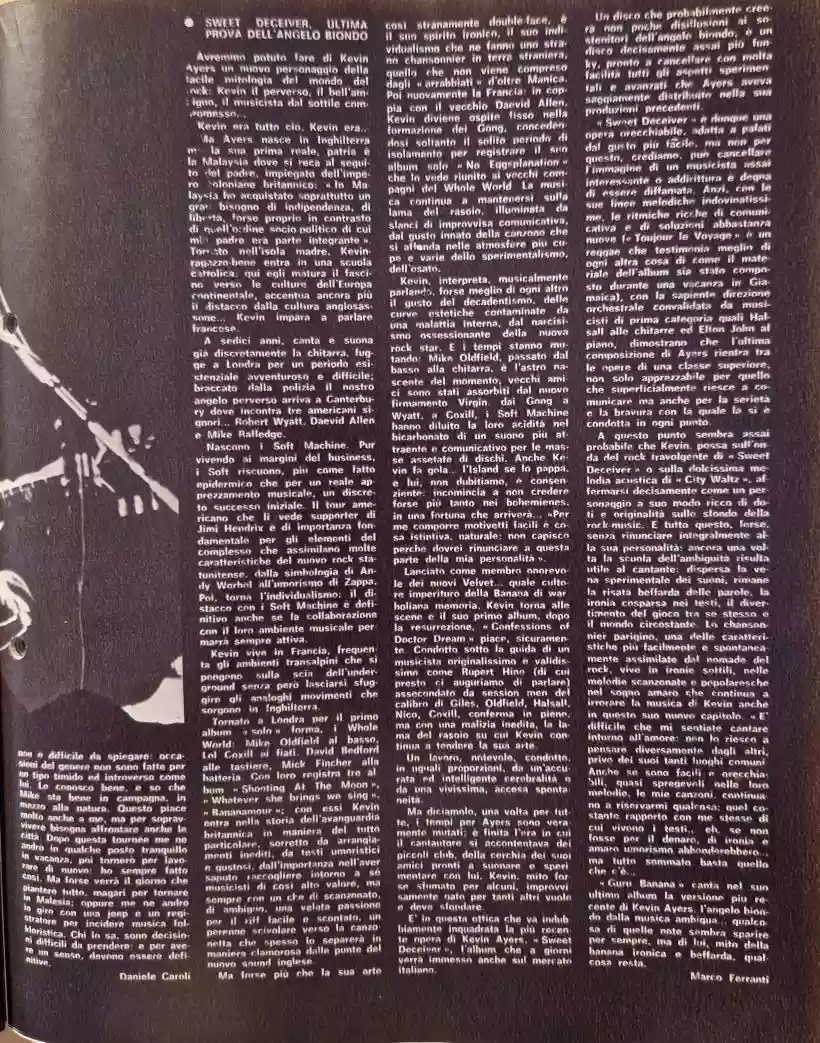 non è difficile da spiegare: occa-
sioni del genere non sono fatte per
un tipo timido ed introverso come
lui. Lo conosco bene, e so che
Mike sta bene in campagna, in
mezzo alla natura. Questo piace
molto anche a me, ma per soprav-
vivere bisogna affrontare anche le
città. Dopo questa tournée me ne
andrò in qualche posto tranquillo
in vacanza, poi tornerò per lavo-
rare di nuovo: ho sempre fatto
così. Ma forse verrà il giorno che
pianterò tutto, magari per tornare
in Malesia; oppure me ne andrò
in giro con una jeep e un regi-
stratore per incidere musica fol-
kloristica. Chi lo sa, sono decisio-
ni difficili da prendere: e per ave-
re un senso, devono essere defi-
nitive.
Daniele Caroli
● SWEET DECEIVER, ULTIMA
PROVA DELL'ANGELO BIONDO
Avremmo potuto fare di Kevin
Ayers un nuovo personaggio della
facile mitologia del mondo del
rock: Kevin il perverso, il bell'am-
biguo, il musicista dal sottile com-
promesso...
Kevin era tutto ciò, Kevin era...
Ma Ayers nasce in Inghilterra
ma la sua prima reale, patria è
la Malaysia dove si reca al segui-
to del padre, impiegato dell'impe-
ro coloniano britannico: « In Ma-
laysia ho acquistato soprattutto un
gran bisogno di indipendenza, di
libertà, forse proprio in contrasto
di quell'ordine socio-politico di cui
mio padre era parte integrante ».
Tornato nell'isola madre, Kevin-
ragazzo-bene entra in una scuola
cattolica; qui egli matura il fasci-
no verso le culture dell'Europa
continentale, accentua ancora più
il distacco dalla cultura anglosas-
sone... Kevin impara a parlare
francese.
A sedici anni, canta e suona
già discretamente la chitarra, fug-
ge a Londra per un periodo esi-
stenziale avventuroso e difficile;
braccato dalla polizia il nostro
angelo perverso arriva a Canterbu-
ry dove incontra tre americani si-
gnori... Robert Wyatt, Daevid Allen
e Mike Ratledge.
Nascono i Soft Machine. Pur
vivendo ai margini del business,
i Soft riscuono, più come fatto
epidermico che per un reale ap-
prezzamento musicale, un discre-
to successo iniziale. Il tour ame-
ricano che li vede supporter di
Jimi Hendrix è di importanza fon-
damentale per gli elementi del
complesso che assimilano molte
caratteristiche del nuovo rock sta-
tunitense, dalla simbologia di An-
dy Warhol all'umorismo di Zappa.
Poi, torna l'individualismo: il di-
stacco con i Soft Machine è defi-
nitivo anche se la collaborazione
con il loro ambiente musicale per-
marrà sempre attiva.
Kevin vive in Francia, frequen-
ta gli ambienti transalpini che si
pongono sulla scia dell'under-
ground senza però lasciarsi sfug-
gire gli analoghi movimenti che
sorgono in Inghilterra.
Tornato a Londra per il primo
album « solo » forma, i Whole
World: Mike Oldfield al basso,
Lol Coxill ai fiati, David Bedford
alle tastiere, Mick Fincher alla
batteria. Con loro registra tre al
bum « Shooting At The Moon »,
« Whatever she brings we sing »,
« Bananamour »; con essi Kevin
entra nella storia dell'avanguardia
britannica in maniera del tutto
particolare, sorretto da arrangia-
menti inediti, da testi umoristici
e gustosi, dall'importanza nell'aver
saputo raccogliere intorno a sé
musicisti di così alto valore, ma
sempre con un che di scanzonato
di ambiguo, una velata passione
per il riff facile e scontato, un
perenne scivolare verso la canzo-
netta che spesso lo separerà in
maniera clamorosa dalle punte del
nuovo sound inglese.
Ma forse più che la sua arte
così stranamente double-face, è
il suo spirito ironico, il suo indi-
vidualismo che ne fanno uno stra-
no chansonnier in terra straniera,
quello che non viene compreso
dagli « arrabbiati » d'oltre Manica.
Poi nuovamente la Francia: in cop-
pia con il vecchio Daevid Allen,
Kevin diviene ospite fisso nella
formazione dei Gong, conceden-
dosi soltanto il solito periodo di
isolamento per registrare il suo
album solo « No Eggsplanation »
che lo vede riunito ai vecchi com-
pagni del Whole World. La musi-
ca continua a mantenersi sulla
lama del rasoio, illuminata da
slanci di improvvisa comunicativa,
dal gusto innato della canzone che
si affonda nelle atmosfere più cu-
pe e varie dello sperimentalismo,
dell'osato.
Kevin, interpreta, musicalmente
parlando, forse meglio di ogni altro
il gusto del decadentismo, delle
curve estetiche contaminate da
una malattia interna, dal narcisi-
smo ossessionante della nuova
rock star. E i tempi stanno mu-
tando: Mike Oldfield, passato dal
basso alla chitarra, è l'astro na-
scente del momento, vecchi ami-
ci sono stati assorbiti dal nuovo
firmamento Virgin, dai Gong a
Wyatt, a Coxill, i Soft Machine
hanno diluito la loro acidità nel
bicarbonato di un suono più at-
traente e comunicativo per le mas-
se assetate di dischi. Anche Ke-
vin fa gola... l'Island se lo pappa,
e lui, non dubitiamo, è consen-
ziente: incomincia a non credere
forse più tanto nei bohemienes,
in una fortuna che arriverà... «Per
me comporre motivetti facili è co-
sa istintiva, naturale: non capisco
perché dovrei rinunciare a questa
parte della mia personalità ».
Lanciato come membro onorevo-
le dei nuovi Velvet... quale culto-
re imperituro della Banana di war
holiana memoria, Kevin torna alle
scene e il suo primo album, dopo
la resurrezione, « Confessions of
Doctor Dream » piace, sicuramen-
te. Condotto sotto la guida di un
musicista originalissimo e validis-
simo come Rupert Hine (di cui
presto ci auguriamo di parlare)
assecondato da session men del
calibro di Giles, Oldfield, Halsall,
Nico, Coxill, conferma in pieno,
ma con una malizia inedita, la la-
ma del rasoio su cui Kevin con-
tinua a tendere la sua arte.
Un lavoro, notevole, condotto,
in uguali proporzioni, da un'accu-
rata ed intelligente cerebralità e
da una vivissima, accesa sponta
neità.
Ma diciamolo, una volta per tut-
te, i tempi per Ayers sono vera-
mente mutati; è finita l'era in cui
il cantautore si accontentava dei
piccoli club, della cerchia dei suoi
amici pronti a suonare e speri
mentare con lui. Kevin, mito for
se sfumato per alcuni, improvvi-
samente nato per tanti altri vuole
e deve sfondare.
E' in questa ottica che va indub-
biamente inquadrata la più recen-
te opera di Kevin Ayers, « Sweet
Deceiver », l'album che a giorni
verrà immesso anche sul mercato
italiano.
Un disco che probabilmente cree-
rà non poche disillusioni ai so-
stenitori dell'angelo biondo; è un
disco decisamente assai più fun-
ky, pronto a cancellare con molta
facilità tutti gli aspetti sperimen-
tali e avanzati che Ayers aveva
saggiamente distribuito nella sua
produzioni precedenti.
« Sweet Deceiver » è dunque una
opera orecchiabile, adatta a palati
dal gusto più facile, ma non per
questo, crediamo, può cancellare
l'immagine di un musicista assai
interessante o addirittura è degna
di essere diffamata. Anzi, con le
sue linee melodiche indovinatissi-
me, le ritmiche ricche di comuni-
cativa e di soluzioni abbastanza
nuove (« Toujour le Voyage » è un
reggae che testimonia meglio di
ogni altra cosa di come il mate-
riale dell'album sia stato compo-
sto durante una vacanza in Gia-
maica), con la sapiente direzione
orchestrale convalidata da musi-
cisti di prima categoria quali Hal-
sall alle chitarre ed Elton John al
piano, dimostrano che l'ultima
composizione di Ayers rientra tra
le opere di una classe superiore,
non solo apprezzabile per quello
che superficialmente riesce a co-
municare ma anche per la serietà
e la bravura con la quale la si è
condotta in ogni punto.
A questo punto sembra assai
probabile che Kevin, possa sull'on-
da del rock travolgente di « Sweet
Deceiver » o sulla dolcissima me-
lodia acustica di « City Waltz », af-
fermarsi decisamente come un per-
sonaggio a suo modo ricco di do-
ti e originalità sullo sfondo della
rock-music. E tutto questo, forse,
senza rinunciare integralmente al-
la sua personalità: ancora una vol-
ta la scuola dell'ambiguità risulta
utile al cantante: dispersa la ve-
na sperimentale dei suoni, rimane
la risata beffarda delle parole, la
ironia cosparsa nei testi, il diver-
timento del gioco tra se stesso e
il mondo circostante. Lo chanson-
nier parigino, una delle caratteri-
stiche più facilmente e spontanea-
mente assimilate del nomade del
rock, vive in ironie sottili, nelle
melodie scanzonate e popolaresche
nel sogno amaro che continua a
irrorare la musica di Kevin anche
in questo suo nuovo capitolo. « E'
difficile che mi sentiate cantare
intorno all'amore: non lo riesco a
pensare diversamente dagli altri,
privo dei suoi tanti luoghi comuni
Anche se sono facili e orecchia-
bili, quasi spregevoli nelle loro
melodie, le mie canzoni, continua-
no a riservarmi qualcosa: quel co-
stante rapporto con me stesso di
cui vivono i testi.. eh, se non
fosse per il denaro, di ironia e
amaro umorismo abbonderebbero...
ma tutto sommato basta quello
che c'è...
« Guru Banana » canta nel suo
ultimo album la versione più re-
cente di Kevin Ayers, l'angelo bion-
do dalla musica ambigua... qualco-
sa di quelle note sembra sparire
per sempre, ma di lui, mito della
banana ironica e beffarda, qual-
cosa resta.
Marco Ferranti